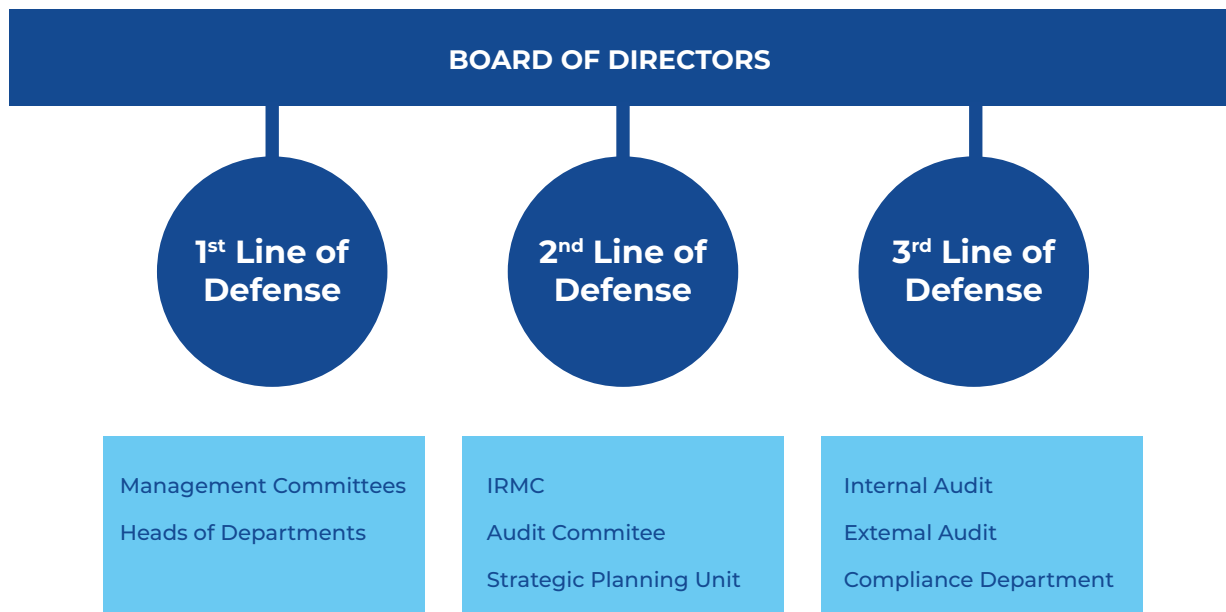 BOARD OF DIRECTORS
1st Line of
Defense
2nd Line of
Defense
3rd Line of
Defense
Management Committees
Heads of Departments
IRMC
Audit Commitee
Strategic Planning Unit
Internal Audit
Extemal Audit
Compliance Department